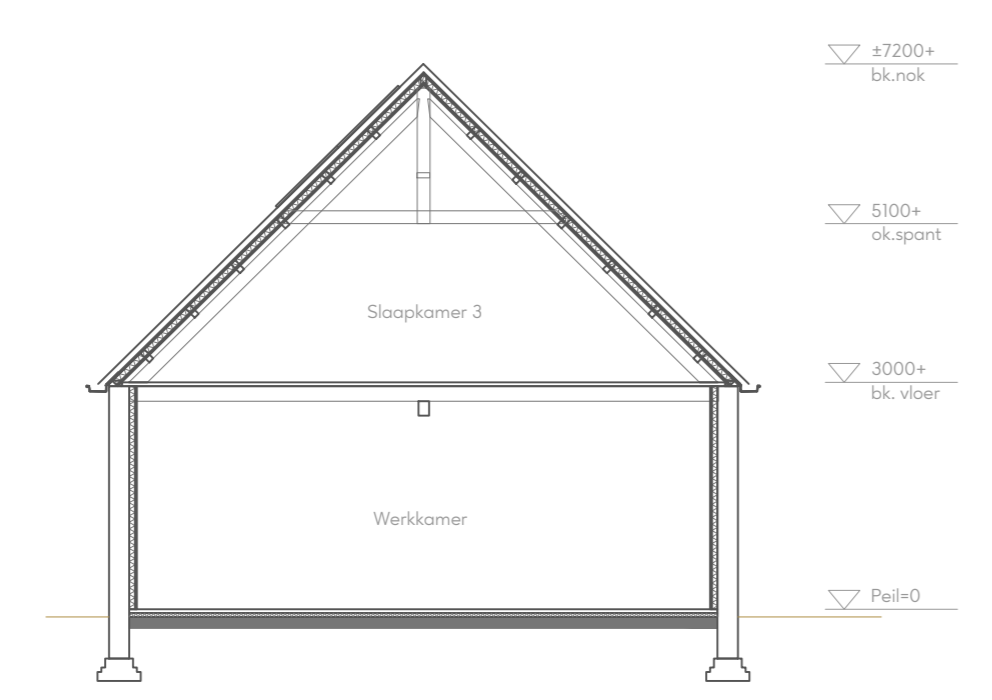 ±7200+
bk.nok
5100+
ok.spant
Slaapkamer 3
3000+
bk. vloer
Werkkamer
Peil=0